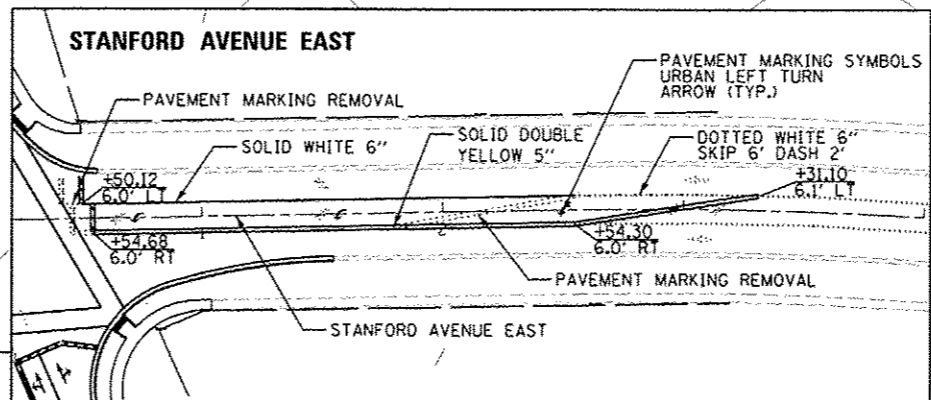 STANFORD AVENUE EAST
PAVEMENT MARKING SYMBOLS
URBAN LEFT TURN
ARROW (TYP.)
PAVEMENT MARKING REMOVAL
SOLID WHITE 6"
SOLID DOUBLE
YELLOW 5"
DOTTED WHITE 6"
SKIP 6' DASH 2'
+50.12
6.0' LT
+31.10
6.1' LT
+54.68
6.0' RT
+54.30
6.0' RT
PAVEMENT MARKING REMOVAL
STANFORD AVENUE EAST